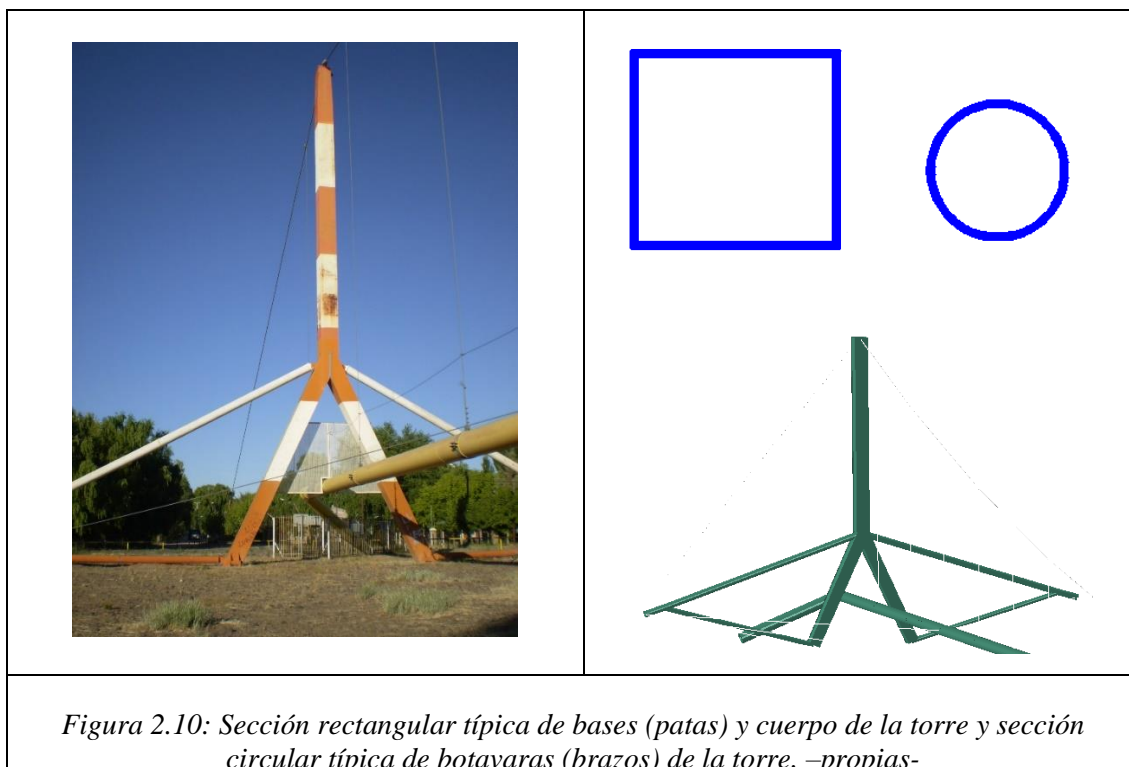 Figura 2.10: Sección rectangular típica de bases (patas) y cuerpo de la torre y sección
circular típica de botavaras (brazos) de la torre. –propias-